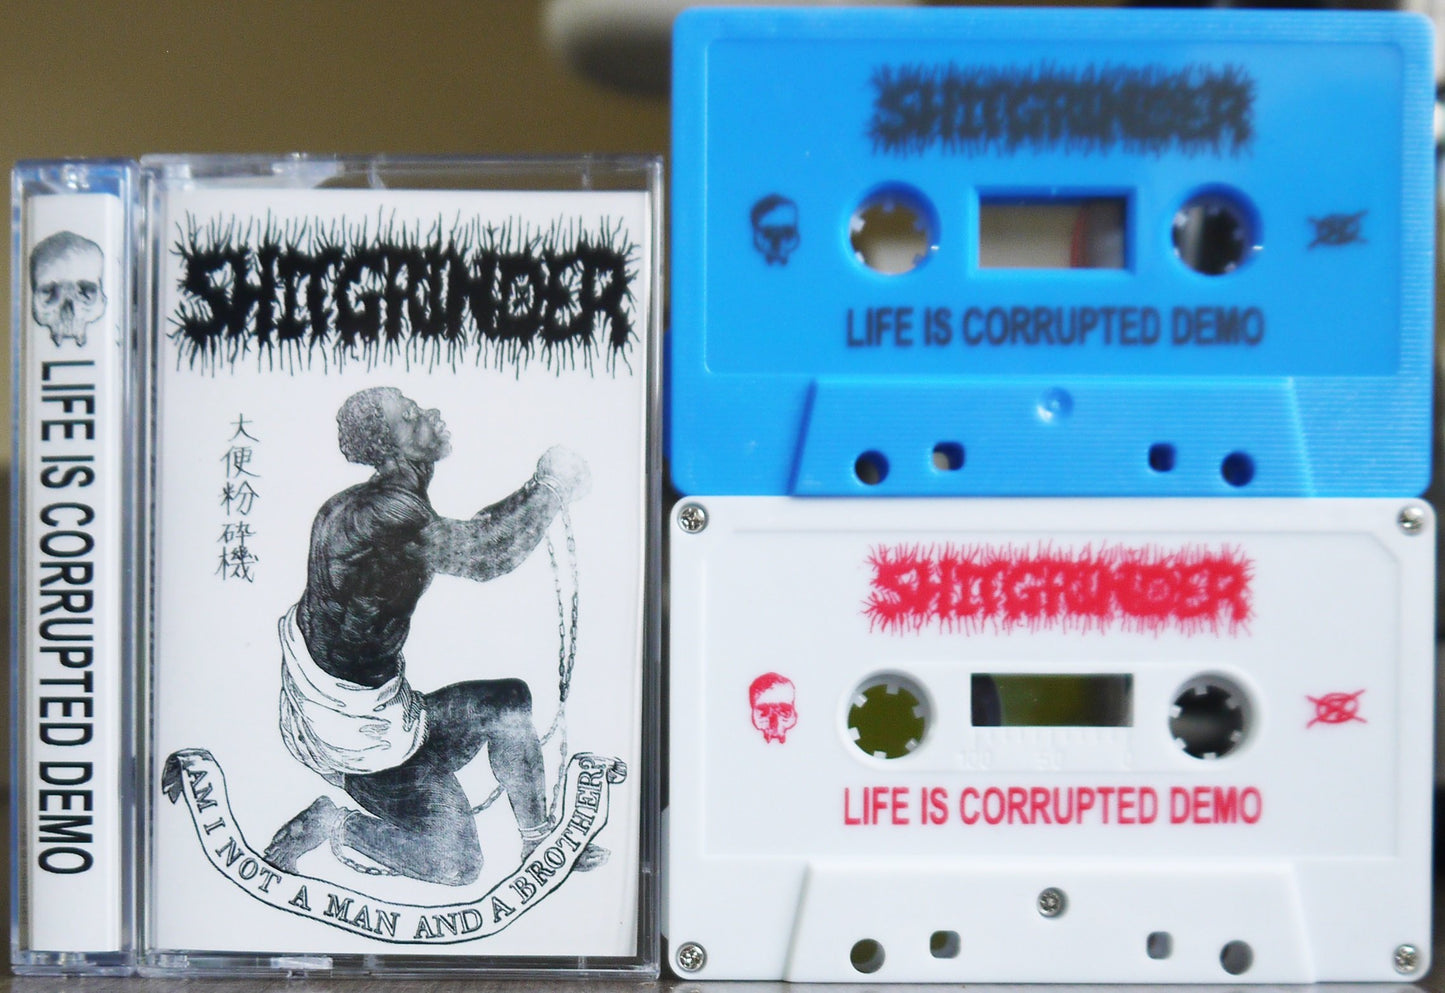 LIFE IS CORRUPTED DEMO
SHITGRINDER
大便粉砕機
AM I NOT A MAN AND A BROTHER?
SHITGRINDER
LIFE IS CORRUPTED DEMO
SHITGRINDER
100 50 0
LIFE IS CORRUPTED DEMO